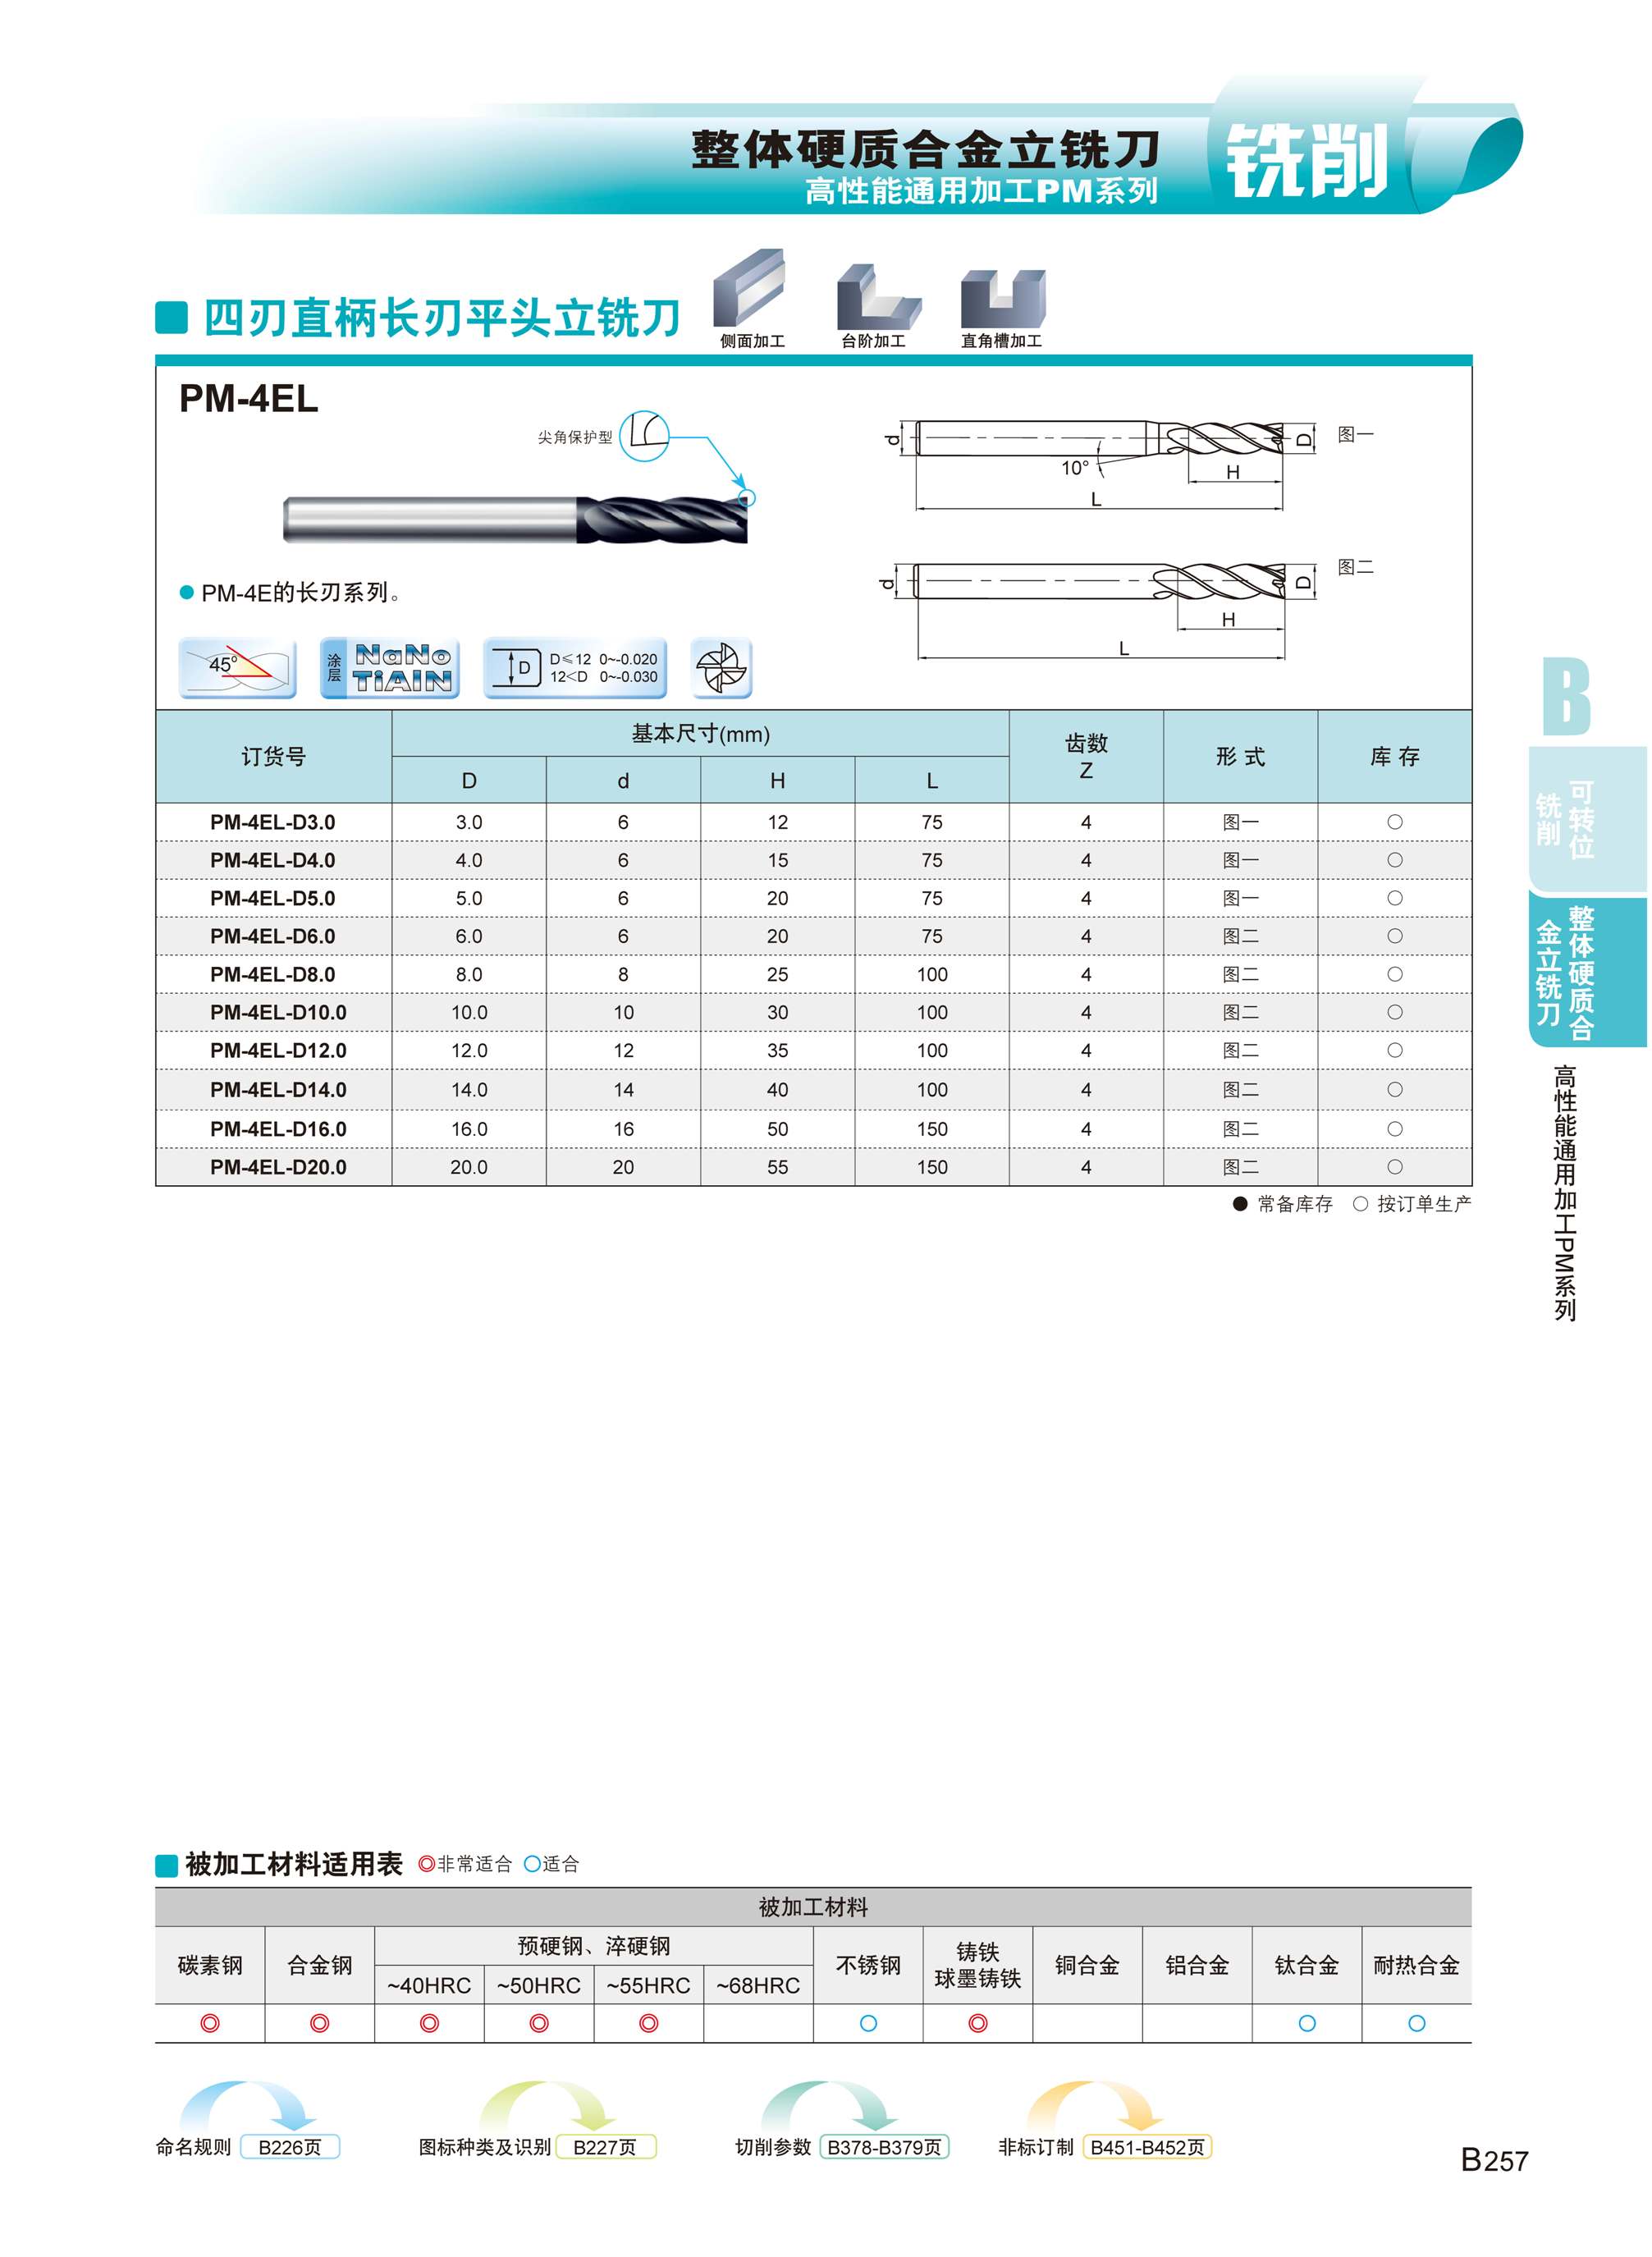 整体硬质合金立铣刀
高性能通用加工PM系列
铣削
四刃直柄长刃平头立铣刀
侧面加工 台阶加工 直角槽加工
PM-4EL
尖角保护型
d 10° H L D 图一
d H L D 图二
PM-4E的长刃系列。
45°
涂层 NaNo TiAlN
D D≤12 0~-0.020
12<D 0~-0.030
订货号 基本尺寸(mm) 齿数 Z 形 式 库 存
D d H L
PM-4EL-D3.0 3.0 6 12 75 4 图一 ○
PM-4EL-D4.0 4.0 6 15 75 4 图一 ○
PM-4EL-D5.0 5.0 6 20 75 4 图一 ○
PM-4EL-D6.0 6.0 6 20 75 4 图二 ○
PM-4EL-D8.0 8.0 8 25 100 4 图二 ○
PM-4EL-D10.0 10.0 10 30 100 4 图二 ○
PM-4EL-D12.0 12.0 12 35 100 4 图二 ○
PM-4EL-D14.0 14.0 14 40 100 4 图二 ○
PM-4EL-D16.0 16.0 16 50 150 4 图二 ○
PM-4EL-D20.0 20.0 20 55 150 4 图二 ○
● 常备库存 ○ 按订单生产
B
可转位
铣削
整体硬质合
金立铣刀
高性能通用加工PM系列
被加工材料适用表 ◎非常适合 ○适合
被加工材料
碳素钢 合金钢 预硬钢、淬硬钢 不锈钢 铸铁 球墨铸铁 铜合金 铝合金 钛合金 耐热合金
~40HRC ~50HRC ~55HRC ~68HRC
◎ ◎ ◎ ◎ ◎ ○ ◎ ○ ○
命名规则 B226页 图标种类及识别 B227页 切削参数 B378-B379页 非标订制 B451-B452页
B257